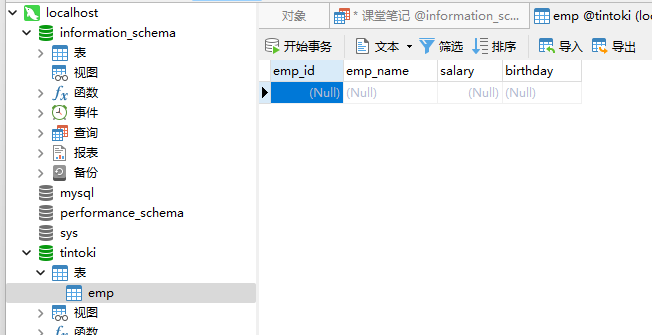 localhost
information_schema
表
视图
函数
事件
查询
报表
备份
mysql
performance_schema
sys
tintoki
表
emp
视图
函数
对象
* 课堂笔记 @information_sc...
emp @tintoki (loc
开始事务 文本 筛选 排序 导入 导出
emp_id emp_name salary birthday
(Null) (Null) (Null) (Null)